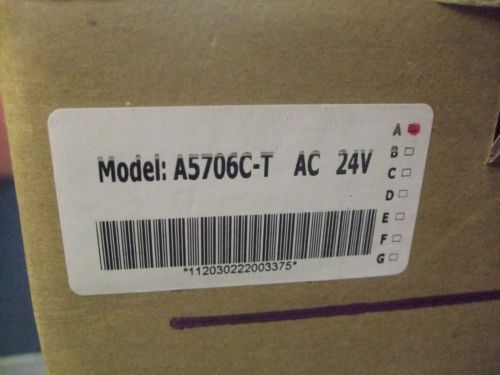 Model: A5706C-T AC 24V
*112030222003375*
A
B
C
D
E
F
G